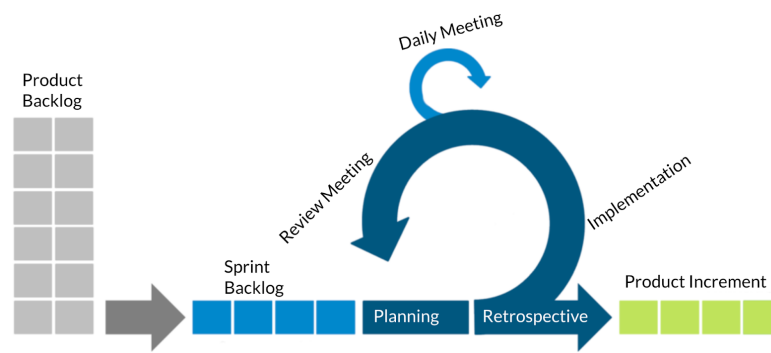 Daily Meeting
Product
Backlog
Review Meeting
Implementation
Sprint
Backlog
Product Increment
Planning
Retrospective